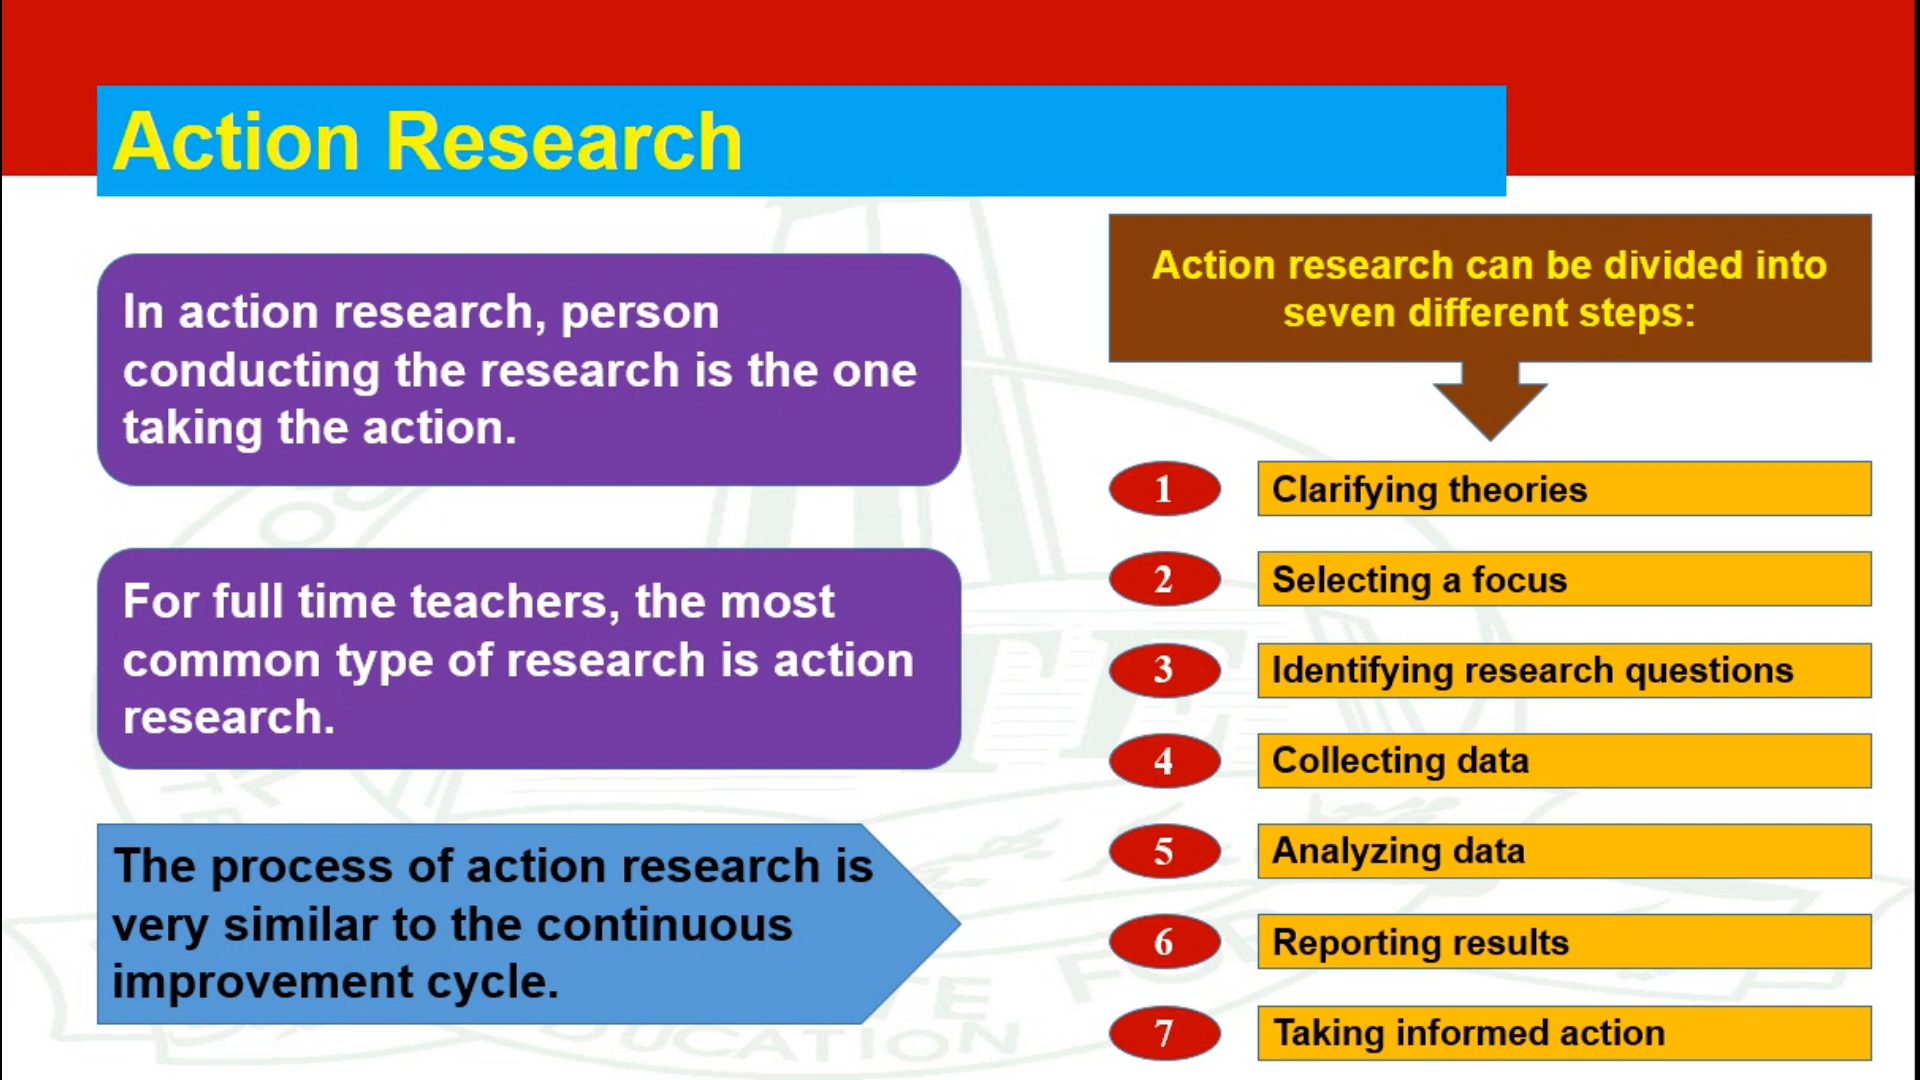 Action Research
In action research, person
conducting the research is the one
taking the action.
For full time teachers, the most
common type of research is action
research.
The process of action research is
very similar to the continuous
improvement cycle.
Action research can be divided into
seven different steps:
1 Clarifying theories
2 Selecting a focus
3 Identifying research questions
4 Collecting data
5 Analyzing data
6 Reporting results
7 Taking informed action